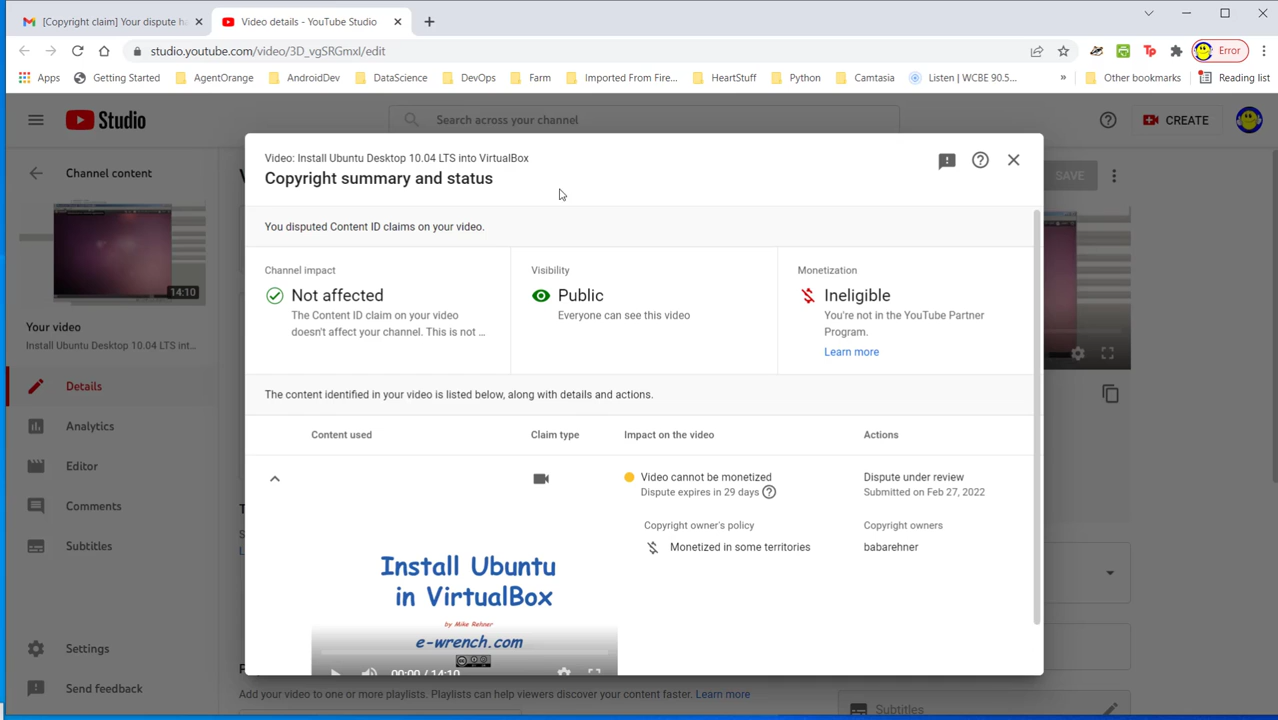 [Copyright claim] Your dispute ha
Video details - YouTube Studio
studio.youtube.com/video/3D_vgSRGmxI/edit
Error
Apps
Getting Started
AgentOrange
AndroidDev
DataScience
DevOps
Farm
Imported From Fire...
HeartStuff
Python
Camtasia
Listen | WCBE 90.5...
»
Other bookmarks
Reading list
Studio
Search across your channel
CREATE
Channel content
SAVE
14:10
Your video
Install Ubuntu Desktop 10.04 LTS int...
Details
Analytics
Editor
Comments
Subtitles
Settings
Send feedback
Video: Install Ubuntu Desktop 10.04 LTS into VirtualBox
Copyright summary and status
You disputed Content ID claims on your video.
Channel impact
Not affected
The Content ID claim on your video
doesn't affect your channel. This is not ...
Visibility
Public
Everyone can see this video
Monetization
Ineligible
You're not in the YouTube Partner
Program.
Learn more
The content identified in your video is listed below, along with details and actions.
Content used
Claim type
Impact on the video
Actions
Video cannot be monetized
Dispute expires in 29 days
Dispute under review
Submitted on Feb 27, 2022
Copyright owner's policy
Monetized in some territories
Copyright owners
babarehner
Install Ubuntu
in VirtualBox
by Mike Rehner
e-wrench.com
00:00 / 14:10
Add your video to one or more playlists. Playlists can help viewers discover your content faster. Learn more
Subtitles